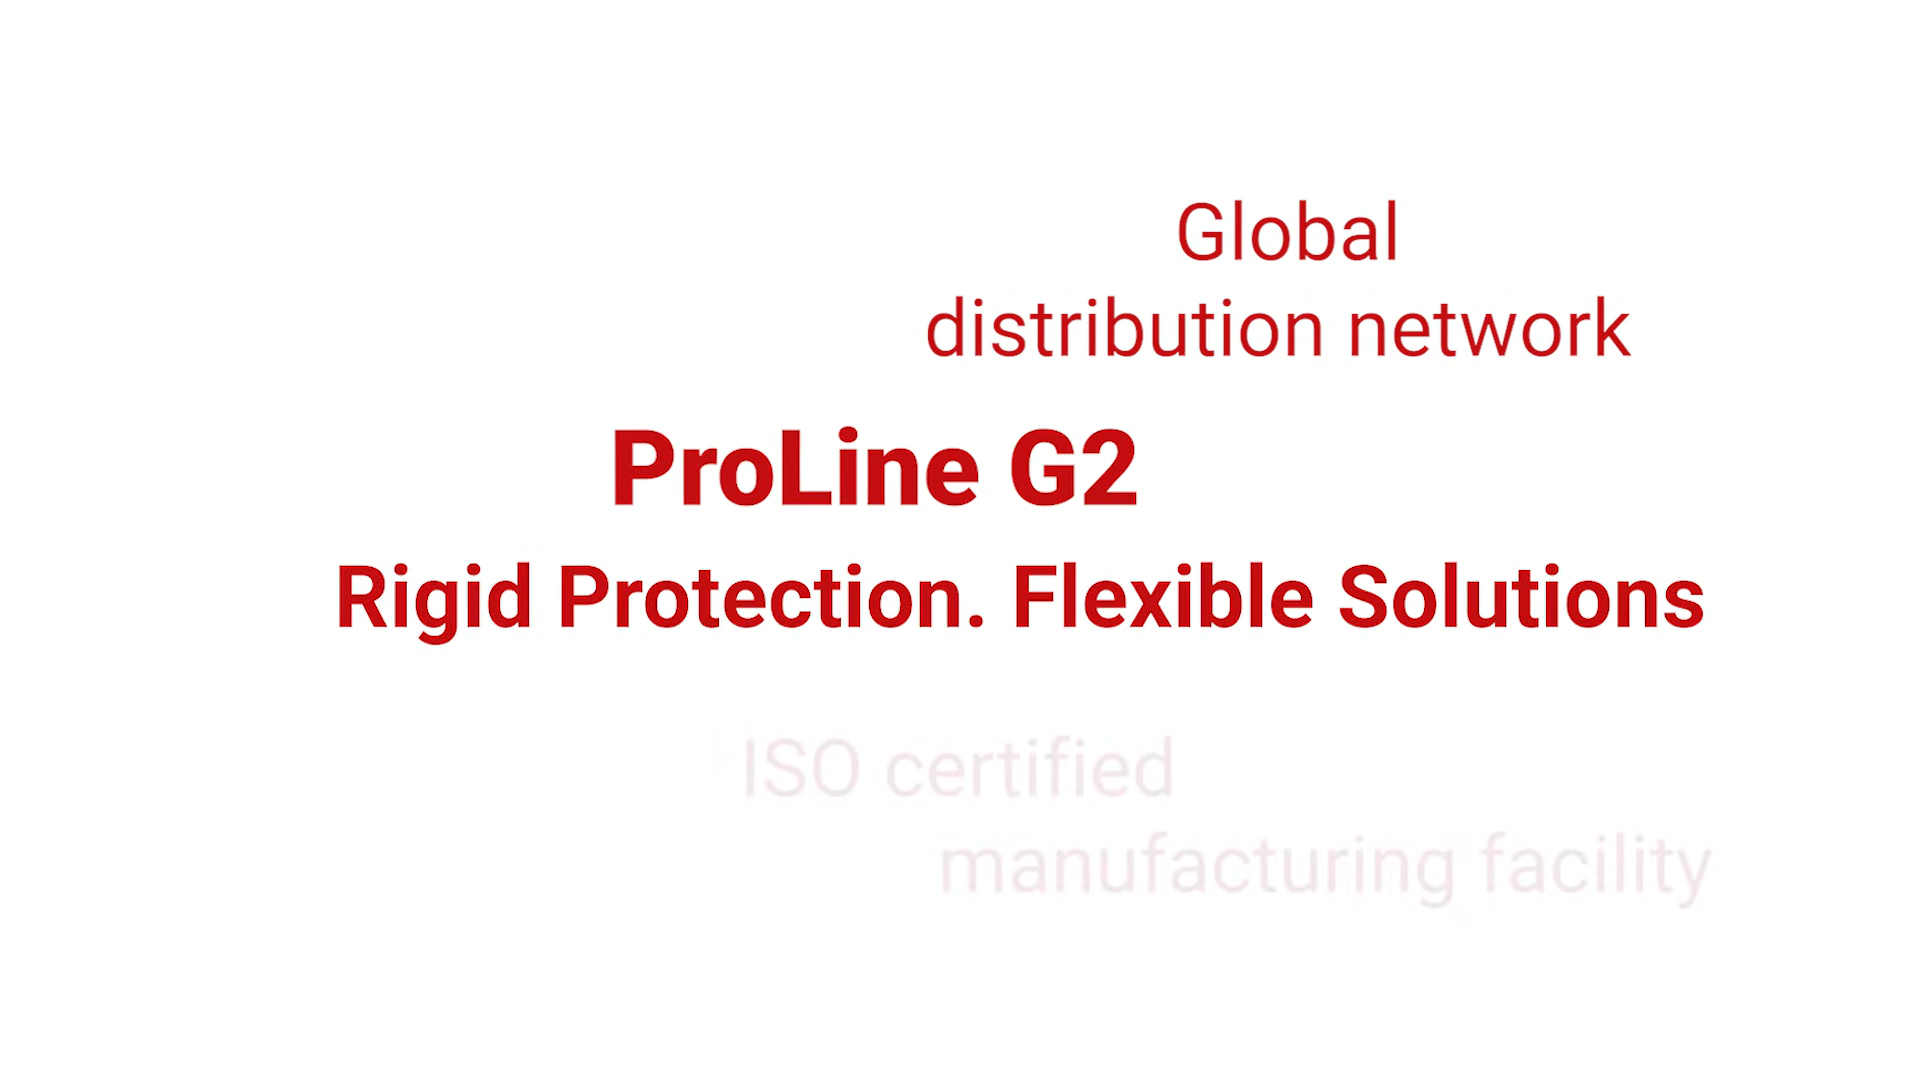 Global
distribution network
ProLine G2
Rigid Protection. Flexible Solutions
ISO certified
manufacturing facility